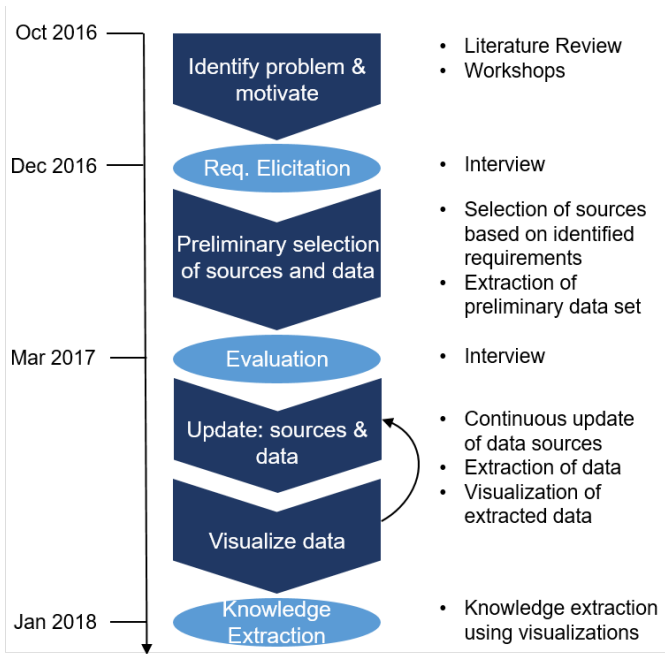 Oct 2016
Identify problem &
motivate
• Literature Review
• Workshops
Dec 2016
Req. Elicitation
• Interview
Preliminary selection
of sources and data
• Selection of sources
based on identified
requirements
• Extraction of
preliminary data set
Mar 2017
Evaluation
• Interview
Update: sources &
data
• Continuous update
of data sources
• Extraction of data
• Visualization of
extracted data
Visualize data
Jan 2018
Knowledge
Extraction
• Knowledge extraction
using visualizations